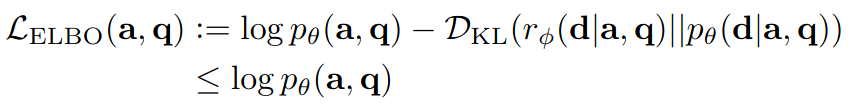 ℒ_ELBO(𝐚, 𝐪) := log p_θ(𝐚, 𝐪) − 𝒟_KL(r_ϕ(𝐝|𝐚, 𝐪)||p_θ(𝐝|𝐚, 𝐪))
≤ log p_θ(𝐚, 𝐪)